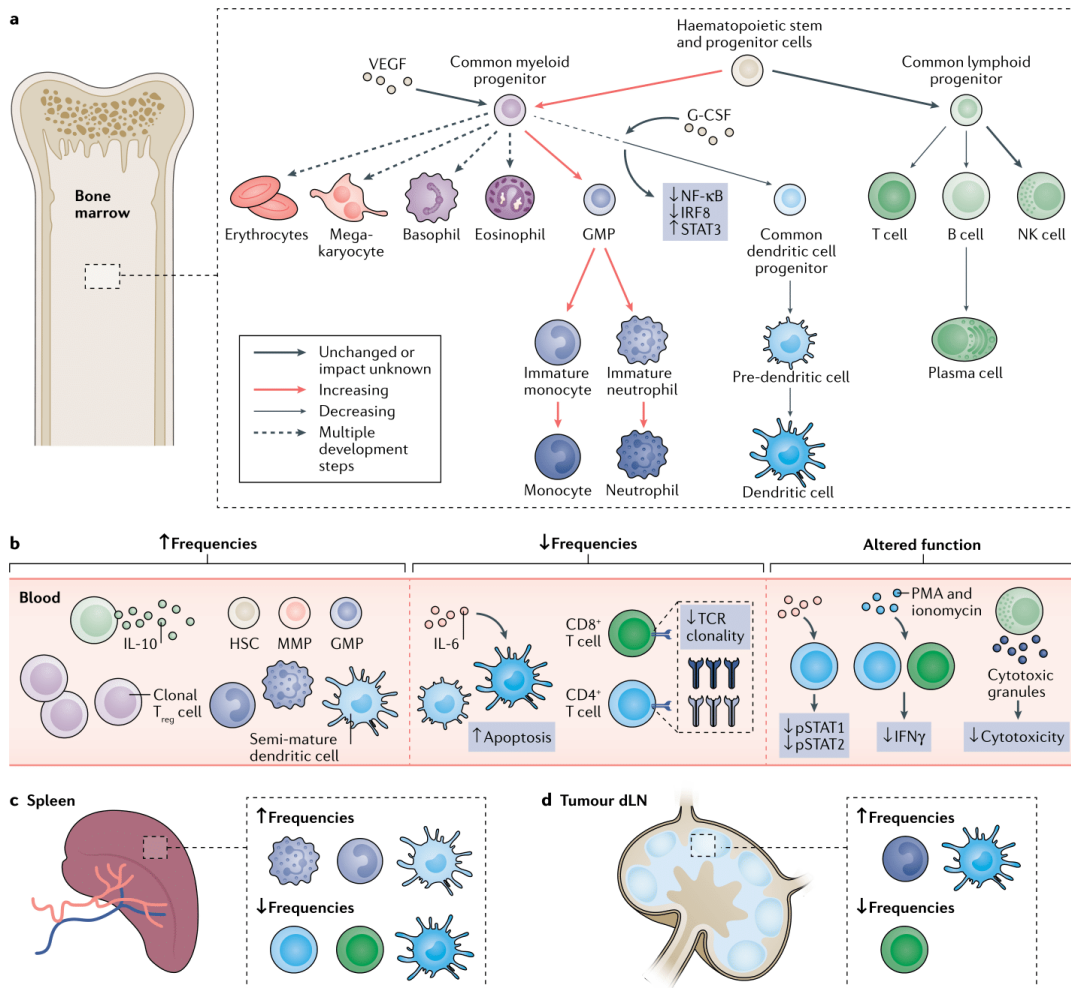 a
Haematopoietic stem
and progenitor cells
VEGF
Common myeloid
progenitor
Common lymphoid
progenitor
G-CSF
Bone
marrow
Erythrocytes
Mega-
karyocyte
Basophil
Eosinophil
GMP
↓NF-κB
↓IRF8
↑STAT3
Common
dendritic cell
progenitor
T cell
B cell
NK cell
Unchanged or
impact unknown
Increasing
Decreasing
Multiple
development
steps
Immature
monocyte
Immature
neutrophil
Pre-dendritic cell
Plasma cell
Monocyte
Neutrophil
Dendritic cell
b
↑Frequencies
↓Frequencies
Altered function
Blood
IL-10
HSC
MMP
GMP
Clonal
Treg cell
Semi-mature
dendritic cell
IL-6
↑ Apoptosis
CD8+
T cell
CD4+
T cell
↓TCR
clonality
PMA and
ionomycin
Cytotoxic
granules
↓pSTAT1
↓pSTAT2
↓IFNγ
↓Cytotoxicity
c Spleen
↑Frequencies
↓Frequencies
d Tumour dLN
↑Frequencies
↓Frequencies